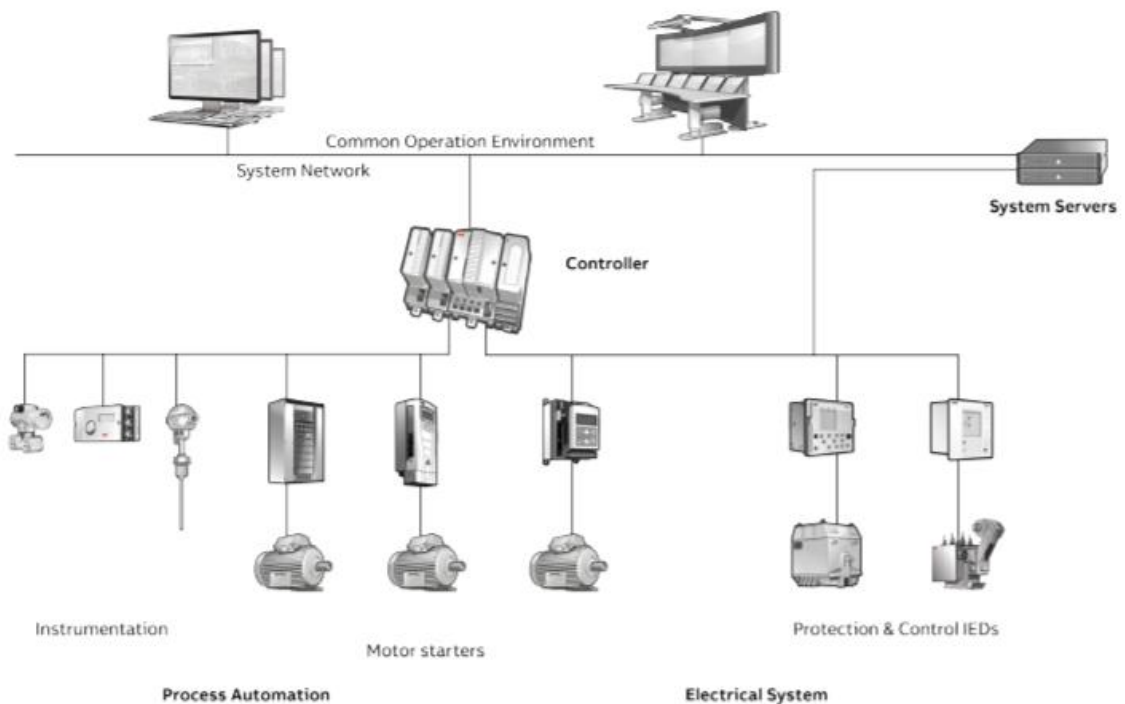 Common Operation Environment
System Network
System Servers
Controller
Instrumentation
Motor starters
Protection & Control IEDs
Process Automation
Electrical System